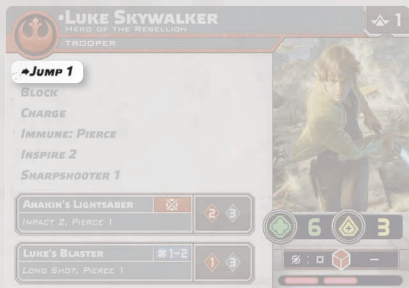 •LUKE SKYWALKER
HERO OF THE REBELLION
1
TROOPER
JUMP 1
BLOCK
CHARGE
IMMUNE: PIERCE
INSPIRE 2
SHARPSHOOTER 1
ANAKIN'S LIGHTSABER
2 3
IMPACT 2, PIERCE 1
6 3
LUKE'S BLASTER 1-2
1 3
LONG SHOT, PIERCE 1
: –